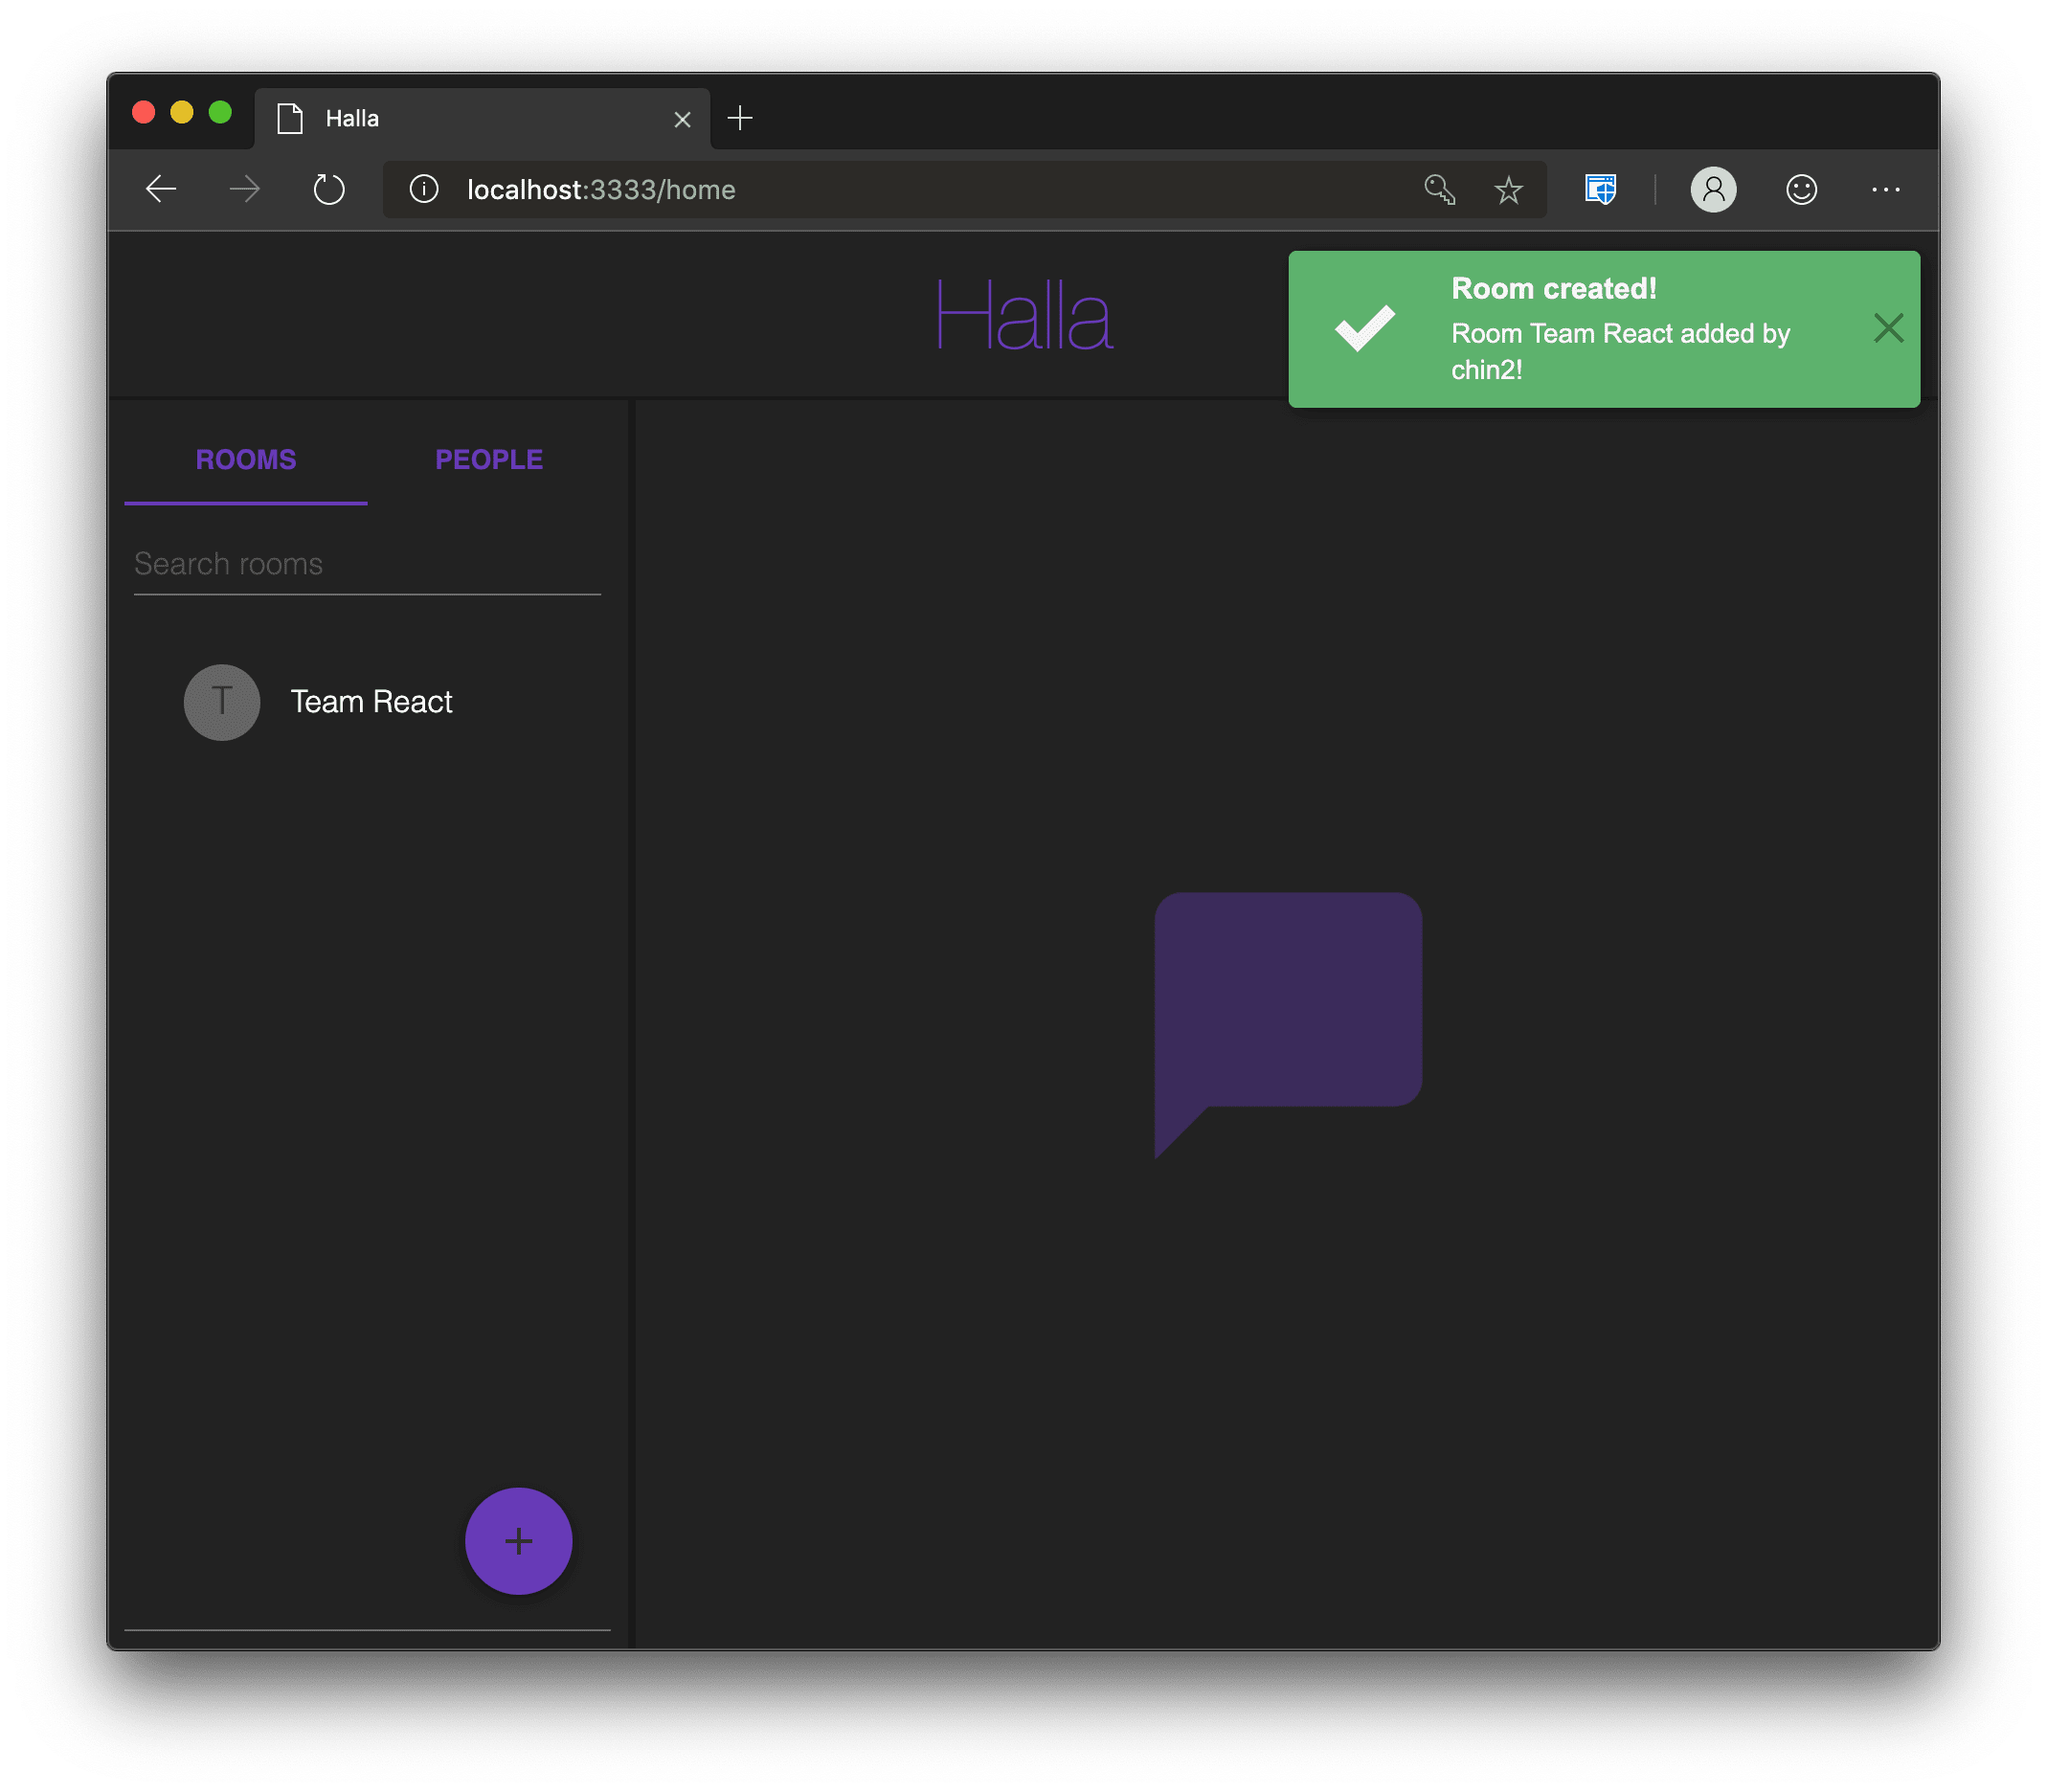 Halla
localhost:3333/home
Halla
Room created!
Room Team React added by
chin2!
ROOMS
PEOPLE
Search rooms
T
Team React